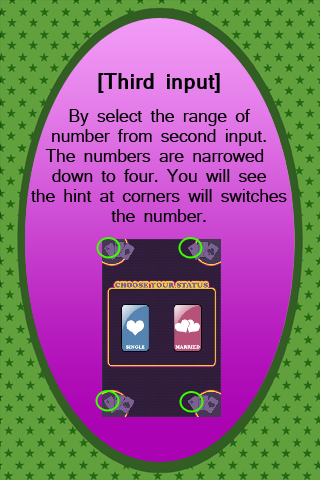 [Third input]
By select the range of
number from second input.
The numbers are narrowed
down to four. You will see
the hint at corners will switches
the number.
CHOOSE YOUR STATUS
SINGLE MARRIED